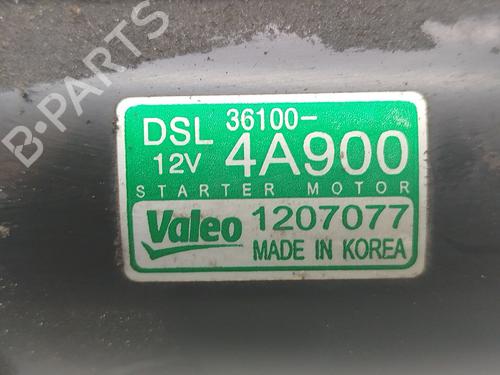 B-PARTS
DSL 36100-
12V 4A900
STARTER MOTOR
Valeo 1207077
MADE IN KOREA